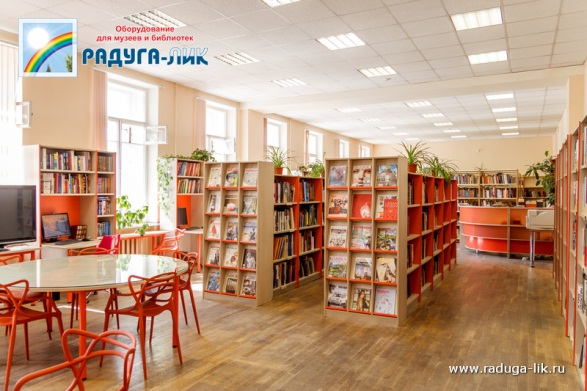 Оборудование
для музеев и библиотек
РАДУГА-ЛИК
www.raduga-lik.ru